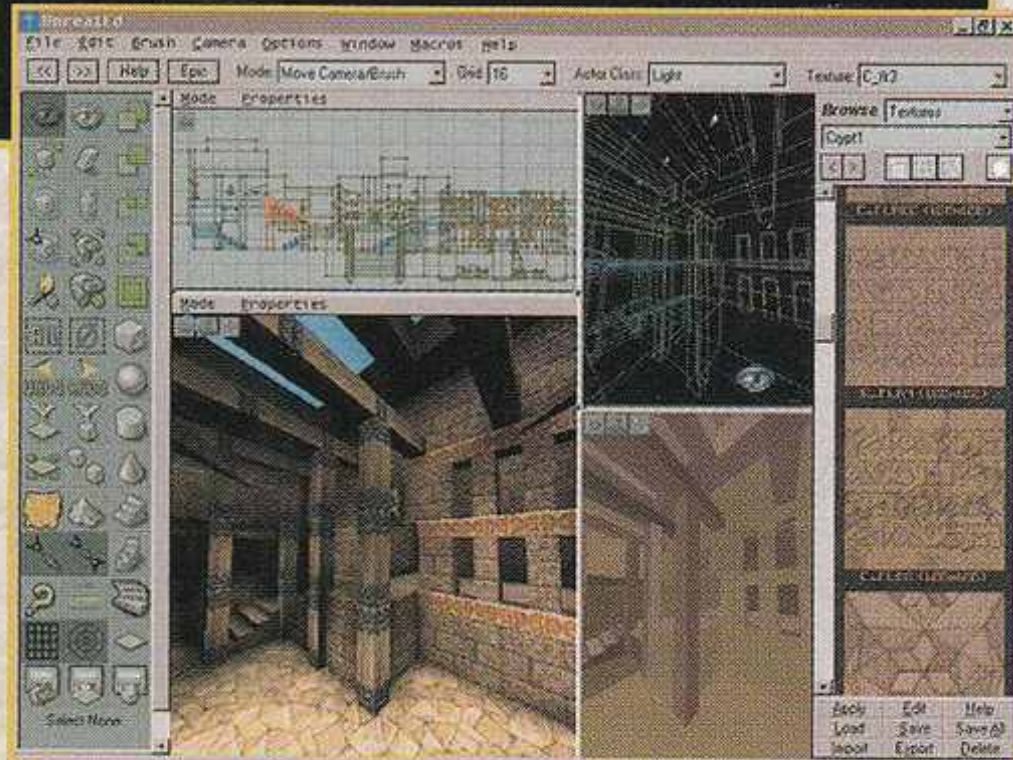 UnrealEd
File Edit Brush Camera Options Window Macros Help
<< >> Help Epic Mode: Move Camera/Brush Grid 16 Actor Class: Light Texture:
Mode Properties
Browse Textures
Crypt1
< >
Mode Properties
Select None
Apply Edit Help
Load Save Save All
Import Export Delete